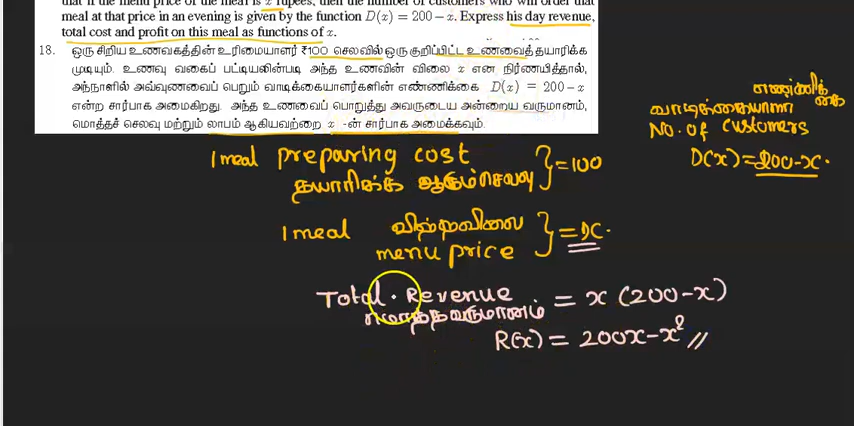 that if the menu price of the meal is x rupees, then the number of customers who will order that
meal at that price in an evening is given by the function D(x) = 200 − x. Express his day revenue,
total cost and profit on this meal as functions of x.
18. ஒரு சிறிய உணவகத்தின் உரிமையாளர் ₹100 செலவில் ஒரு குறிப்பிட்ட உணவைத் தயாரிக்க
முடியும். உணவு வகைப் பட்டியலின்படி அந்த உணவின் விலை x என நிர்ணயித்தால்,
அந்நாளில் அவ்வுணவைப் பெறும் வாடிக்கையாளர்களின் எண்ணிக்கை D(x) = 200 − x
என்ற சார்பாக அமைகிறது. அந்த உணவைப் பொறுத்து அவருடைய அன்றைய வருமானம்,
மொத்தச் செலவு மற்றும் லாபம் ஆகியவற்றை x -ன் சார்பாக அமைக்கவும்.
எண்ணிக்கை
No. of Customers
D(x) = 200 - x.
1 meal preparing cost
தயாரிக்க ஆகும் செலவு } = 100
1 meal விற்ற விலை
menu price } = x.
Total Revenue = x (200 - x)
மொத்த வருமானம்
R(x) = 200x - x² //